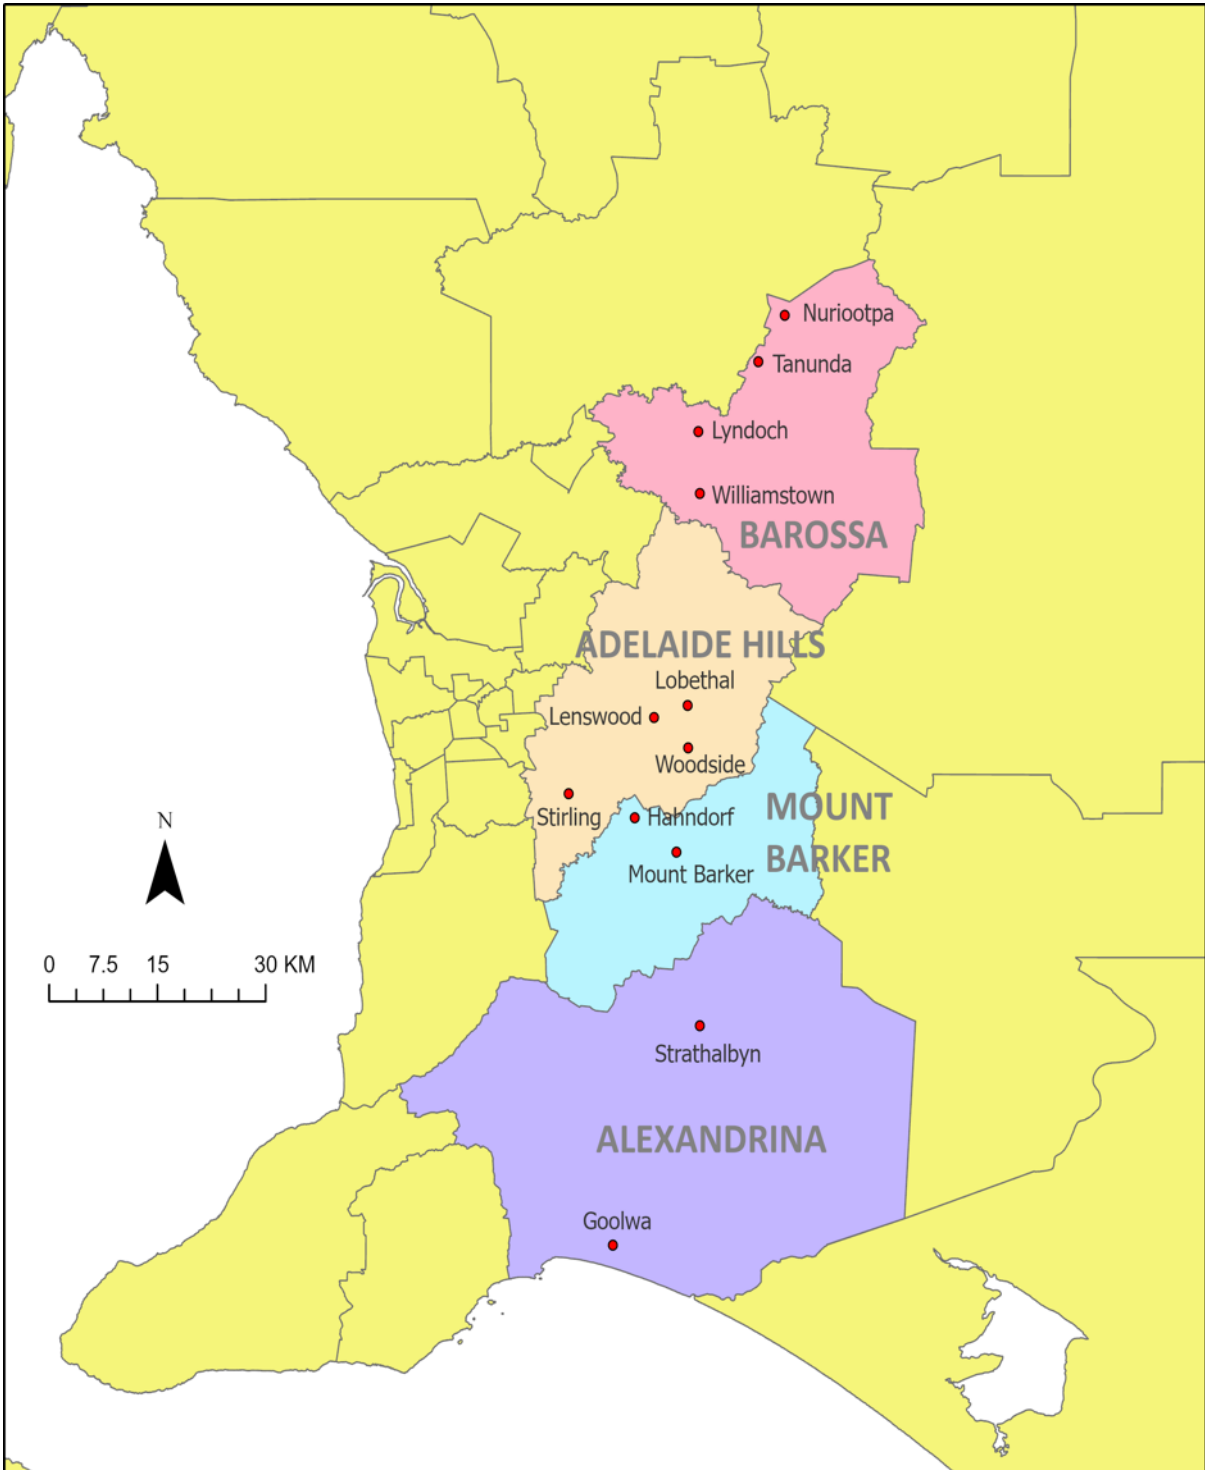 Nuriootpa
Tanunda
Lyndoch
Williamstown
BAROSSA
ADELAIDE HILLS
Lobethal
Lenswood
Woodside
Stirling
Hahndorf
MOUNT
BARKER
Mount Barker
N
0 7.5 15 30 KM
Strathalbyn
ALEXANDRINA
Goolwa